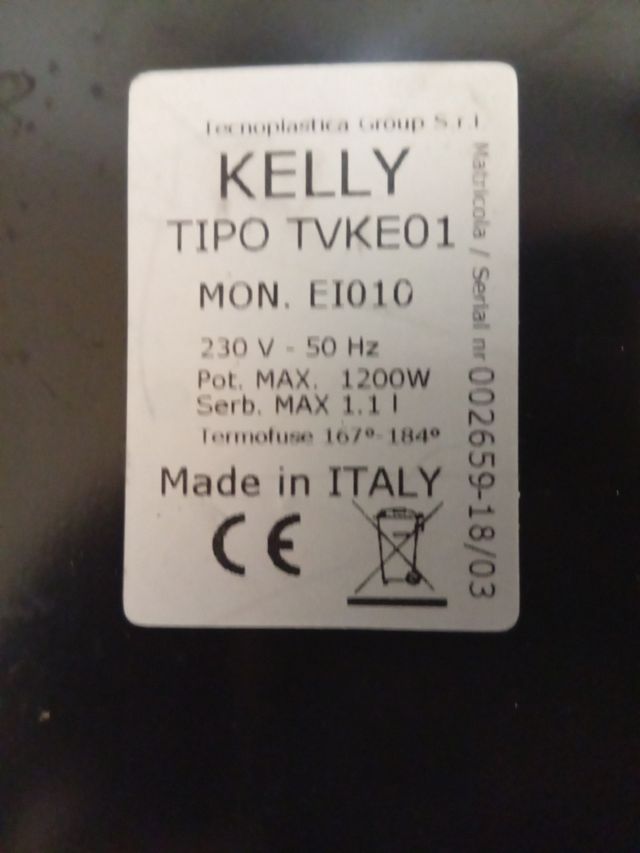 Tecnoplastica Group S.r.l
KELLY
TIPO TVKE01
MON. EI010
230 V - 50 Hz
Pot. MAX. 1200W
Serb. MAX 1.1 l
Termofuse 167°-184°
Made in ITALY
CE
Matricola / Serial nr 002659-18/03